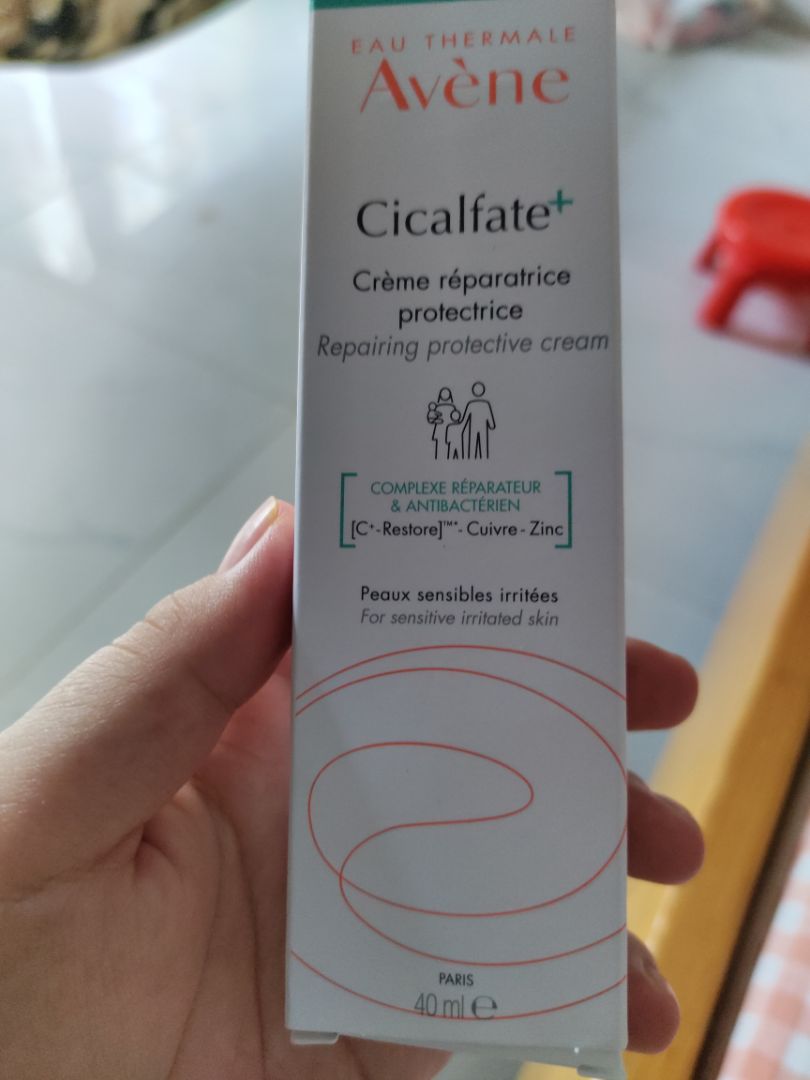 EAU THERMALE
Avène
Cicalfate+
Crème réparatrice
protectrice
Repairing protective cream
COMPLEXE RÉPARATEUR
& ANTIBACTÉRIEN
[C+-Restore]™*- Cuivre - Zinc
Peaux sensibles irritées
For sensitive irritated skin
PARIS
40 ml ℮